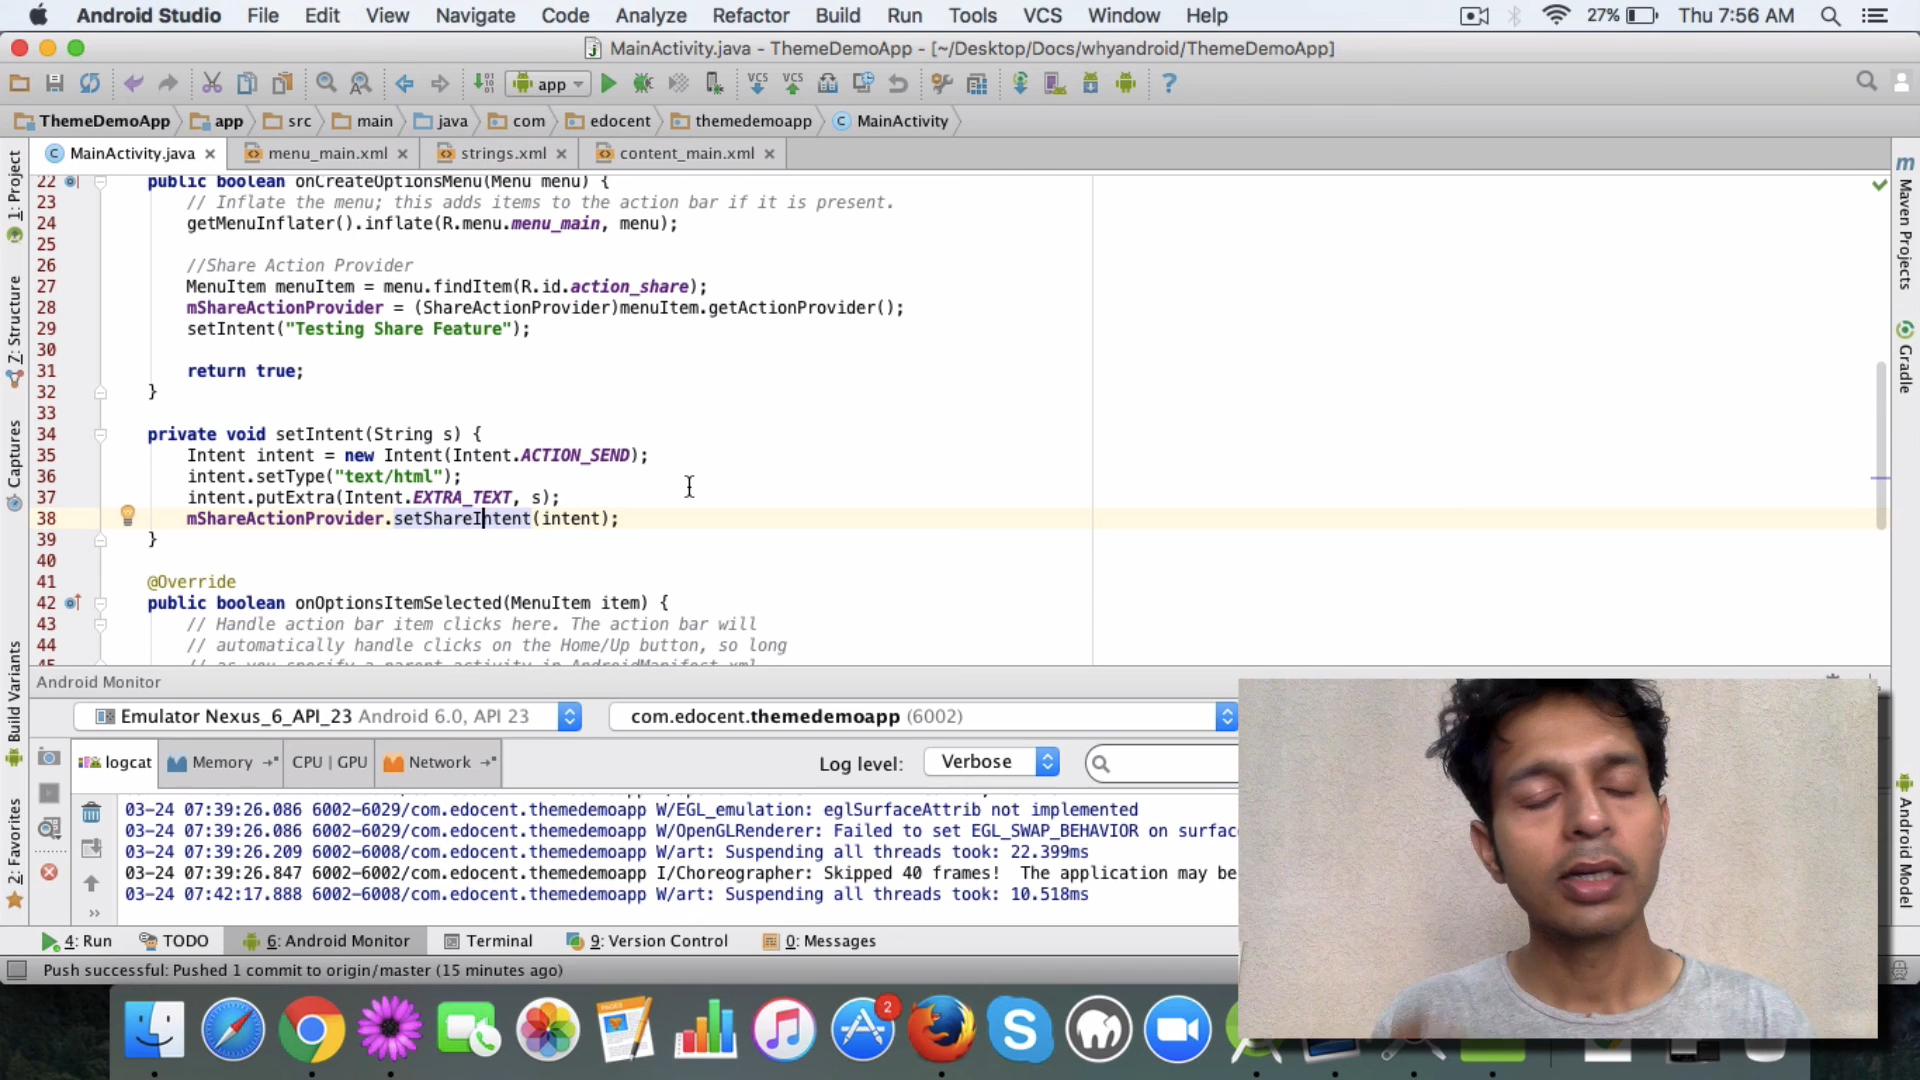 Android Studio File Edit View Navigate Code Analyze Refactor Build Run Tools VCS Window Help 27% Thu 7:56 AM
MainActivity.java - ThemeDemoApp - [~/Desktop/Docs/whyandroid/ThemeDemoApp]
app VCS VCS ?
ThemeDemoApp app src main java com edocent themedemoapp MainActivity
MainActivity.java menu_main.xml strings.xml content_main.xml
22 public boolean onCreateOptionsMenu(Menu menu) {
23 // Inflate the menu; this adds items to the action bar if it is present.
24 getMenuInflater().inflate(R.menu.menu_main, menu);
25
26 //Share Action Provider
27 MenuItem menuItem = menu.findItem(R.id.action_share);
28 mShareActionProvider = (ShareActionProvider)menuItem.getActionProvider();
29 setIntent("Testing Share Feature");
30
31 return true;
32 }
33
34 private void setIntent(String s) {
35 Intent intent = new Intent(Intent.ACTION_SEND);
36 intent.setType("text/html");
37 intent.putExtra(Intent.EXTRA_TEXT, s);
38 mShareActionProvider.setShareIntent(intent);
39 }
40
41 @Override
42 public boolean onOptionsItemSelected(MenuItem item) {
43 // Handle action bar item clicks here. The action bar will
44 // automatically handle clicks on the Home/Up button, so long
45 // as you specify a parent activity in AndroidManifest.xml
1: Project
7: Structure
Captures
Build Variants
2: Favorites
m Maven Projects
Gradle
Android Model
Android Monitor
Emulator Nexus_6_API_23 Android 6.0, API 23 com.edocent.themedemoapp (6002)
logcat Memory CPU | GPU Network Log level: Verbose
03-24 07:39:26.086 6002-6029/com.edocent.themedemoapp W/EGL_emulation: eglSurfaceAttrib not implemented
03-24 07:39:26.086 6002-6029/com.edocent.themedemoapp W/OpenGLRenderer: Failed to set EGL_SWAP_BEHAVIOR on surfac
03-24 07:39:26.209 6002-6008/com.edocent.themedemoapp W/art: Suspending all threads took: 22.399ms
03-24 07:39:26.847 6002-6002/com.edocent.themedemoapp I/Choreographer: Skipped 40 frames! The application may be
03-24 07:42:17.888 6002-6008/com.edocent.themedemoapp W/art: Suspending all threads took: 10.518ms
4: Run TODO 6: Android Monitor Terminal 9: Version Control 0: Messages
Push successful: Pushed 1 commit to origin/master (15 minutes ago)
PAGES
2
S